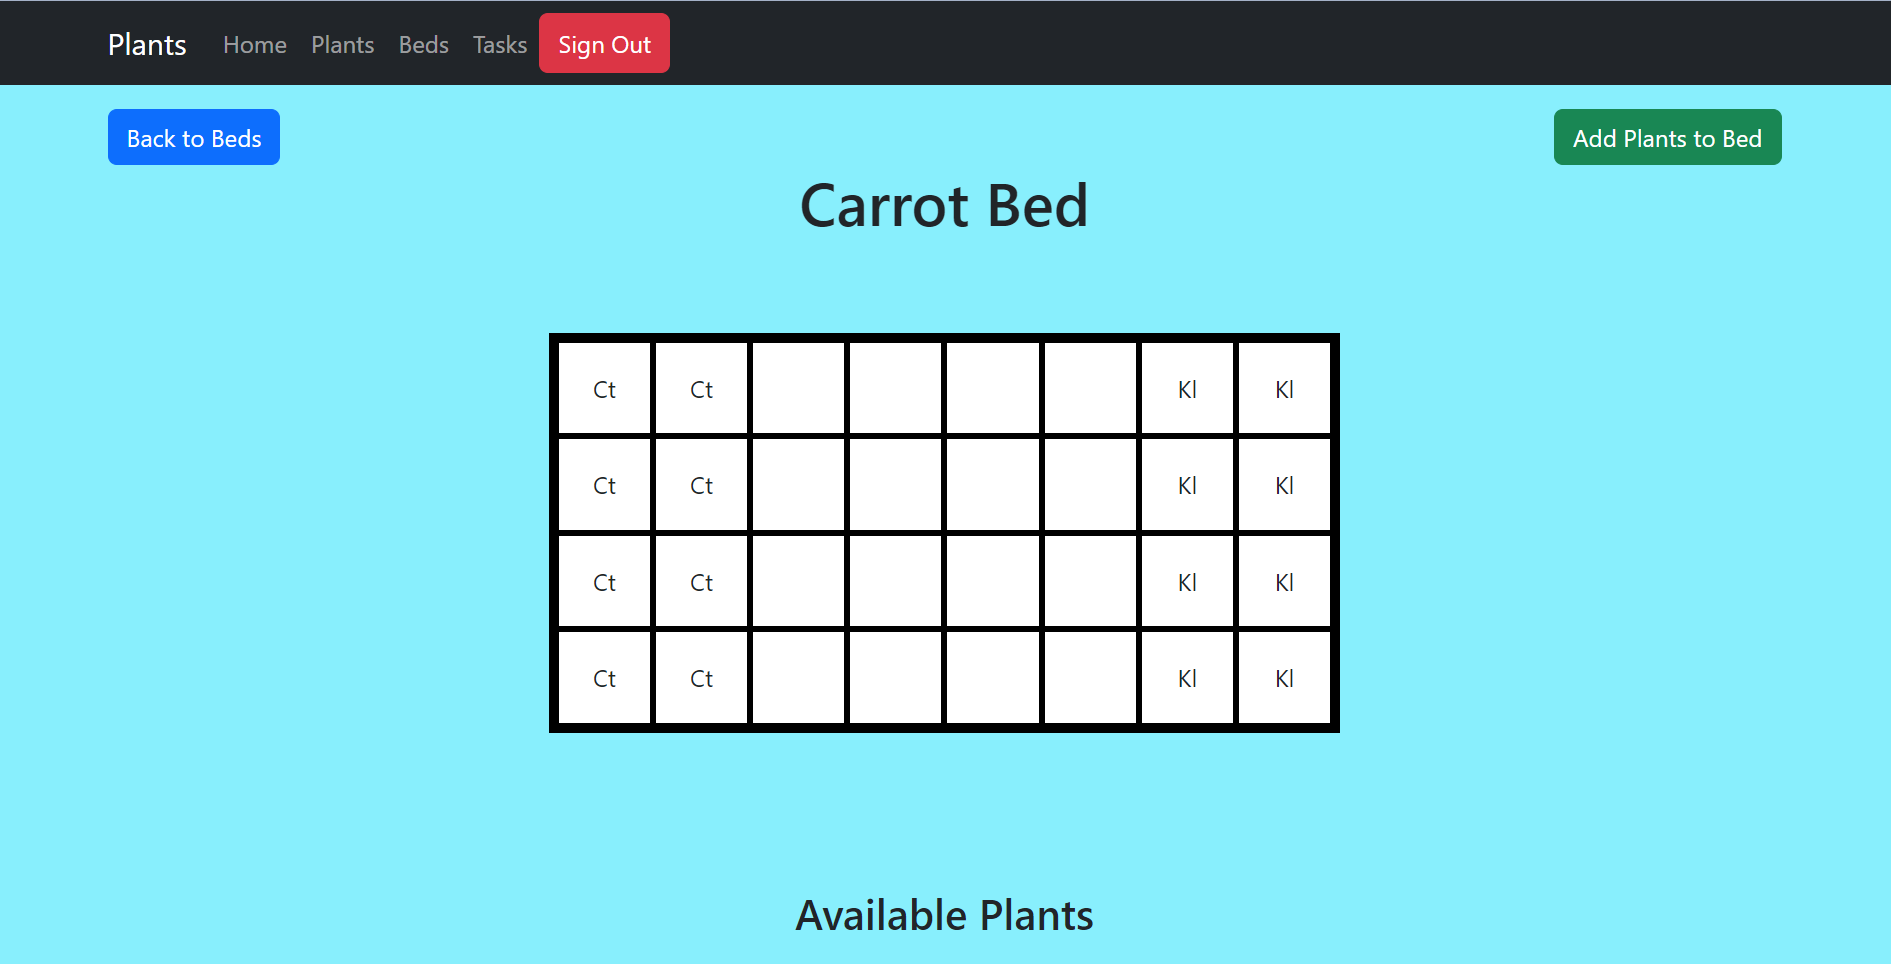 Plants Home Plants Beds Tasks Sign Out
Back to Beds Add Plants to Bed
Carrot Bed
Ct Ct Kl Kl
Ct Ct Kl Kl
Ct Ct Kl Kl
Ct Ct Kl Kl
Available Plants